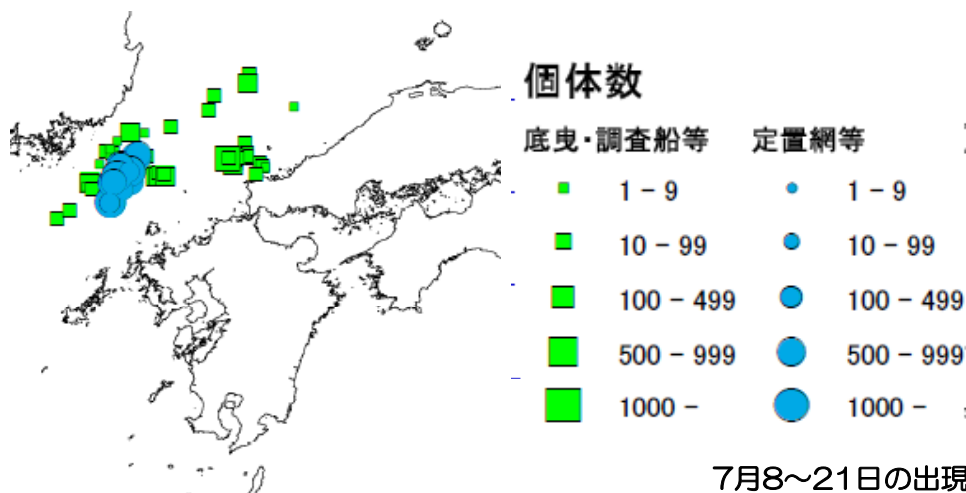 個体数
底曳・調査船等 定置網等
1 - 9 1 - 9
10 - 99 10 - 99
100 - 499 100 - 499
500 - 999 500 - 999
1000 - 1000 -
7月8～21日の出現